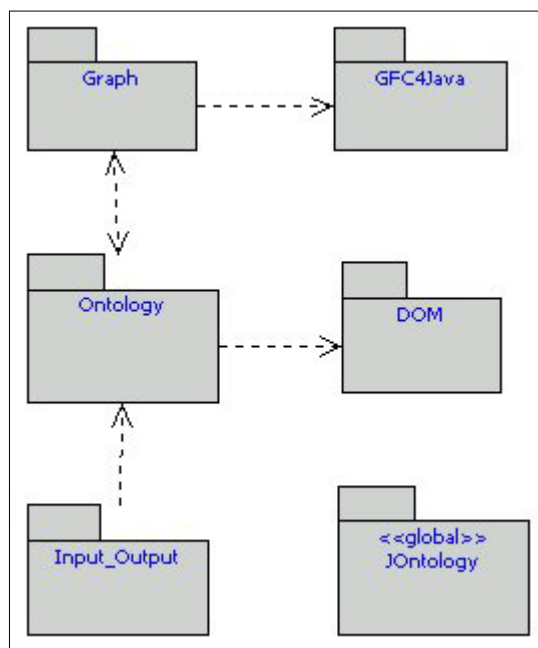 Graph
GFC4Java
Ontology
DOM
Input_Output
<<global>>
JOntology